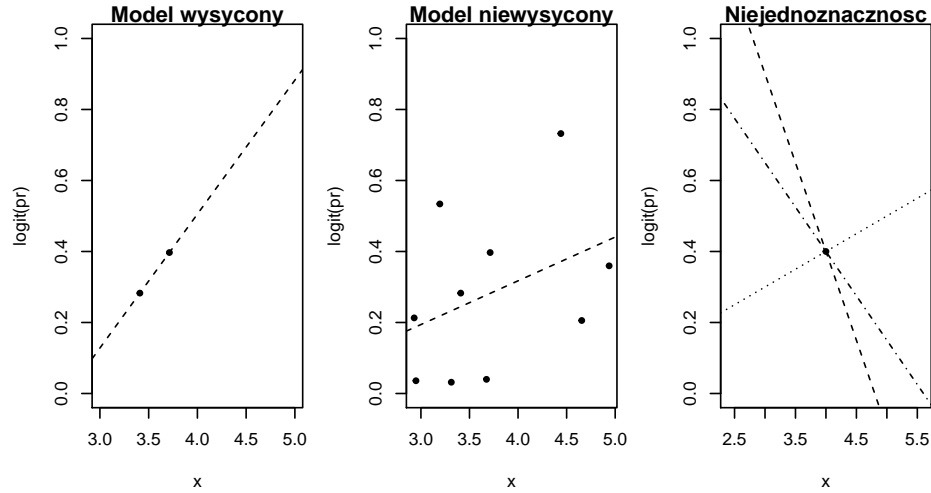 Model wysycony
logit(pr)
0.0 0.2 0.4 0.6 0.8 1.0
3.0 3.5 4.0 4.5 5.0
x
Model niewysycony
logit(pr)
0.0 0.2 0.4 0.6 0.8 1.0
3.0 3.5 4.0 4.5 5.0
x
Niejednoznacznosc
logit(pr)
0.0 0.2 0.4 0.6 0.8 1.0
2.5 3.5 4.5 5.5
x